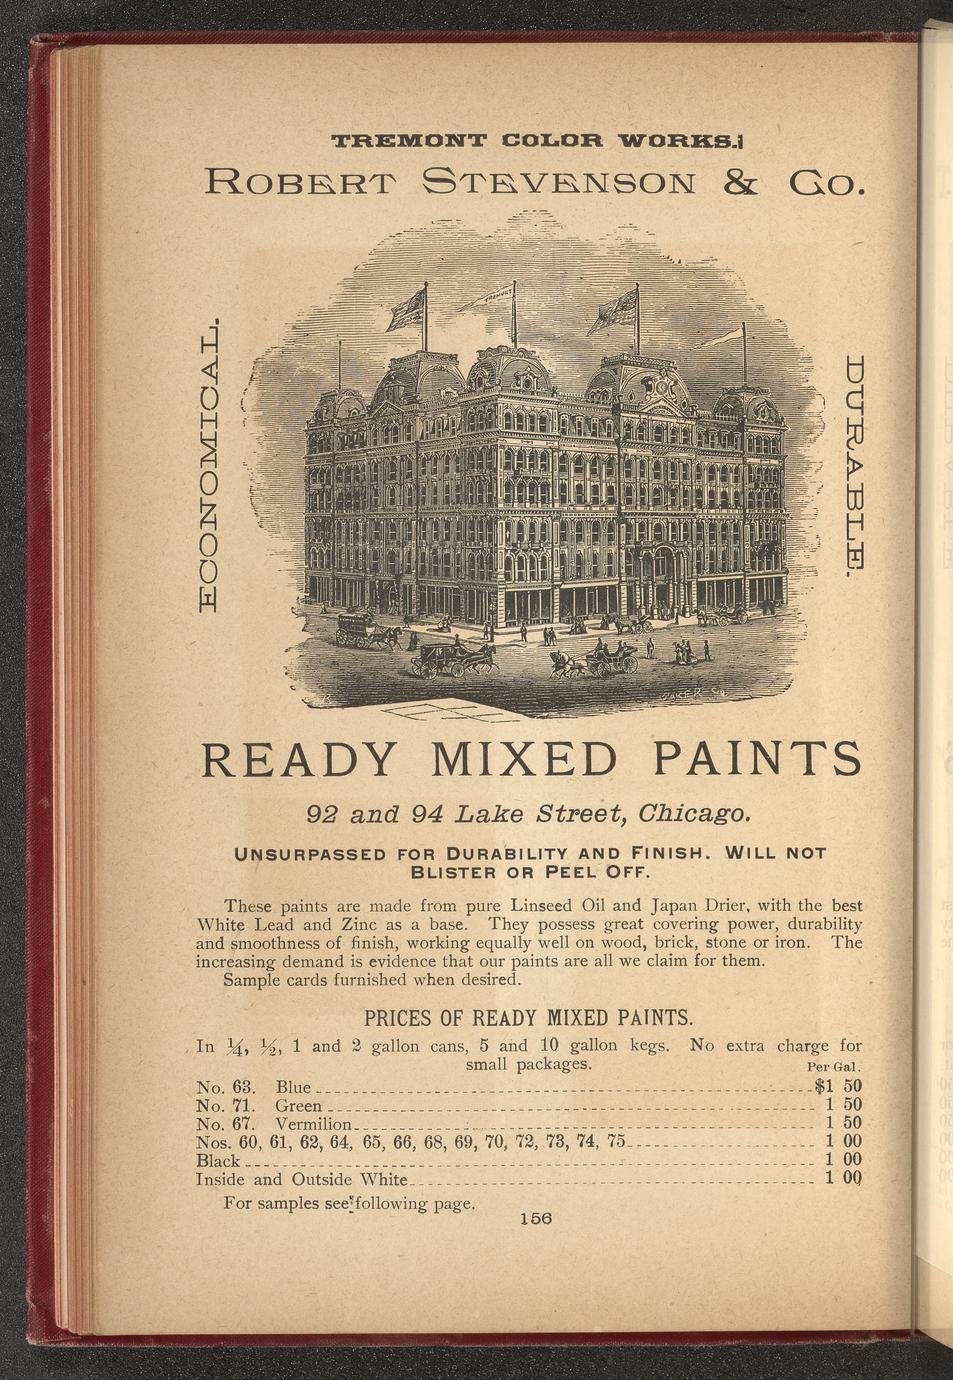 TREMONT COLOR WORKS.
ROBERT STEVENSON & CO.
TREMONT
ECONOMICAL.
DURABLE.
BAKER CO
READY MIXED PAINTS
92 and 94 Lake Street, Chicago.
UNSURPASSED FOR DURABILITY AND FINISH. WILL NOT
BLISTER OR PEEL OFF.
These paints are made from pure Linseed Oil and Japan Drier, with the best
White Lead and Zinc as a base. They possess great covering power, durability
and smoothness of finish, working equally well on wood, brick, stone or iron. The
increasing demand is evidence that our paints are all we claim for them.
Sample cards furnished when desired.
PRICES OF READY MIXED PAINTS.
In ¼, ½, 1 and 2 gallon cans, 5 and 10 gallon kegs. No extra charge for
small packages. Per Gal.
No. 63. Blue $1 50
No. 71. Green 1 50
No. 67. Vermilion 1 50
Nos. 60, 61, 62, 64, 65, 66, 68, 69, 70, 72, 73, 74, 75 1 00
Black 1 00
Inside and Outside White 1 00
For samples see following page.
156